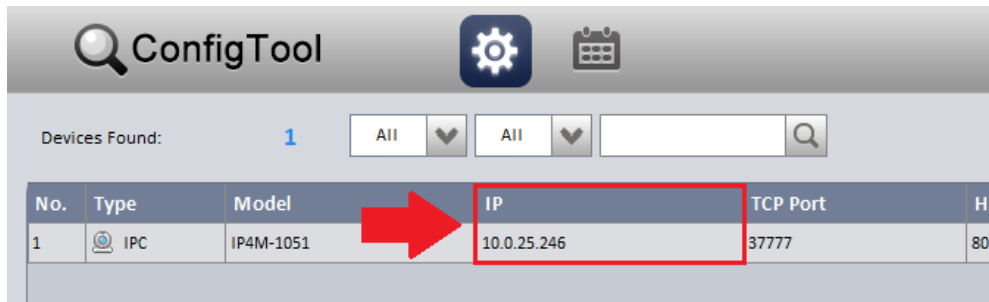 ConfigTool
Devices Found: 1 All All
No. Type Model IP TCP Port H
1 IPC IP4M-1051 10.0.25.246 37777 80